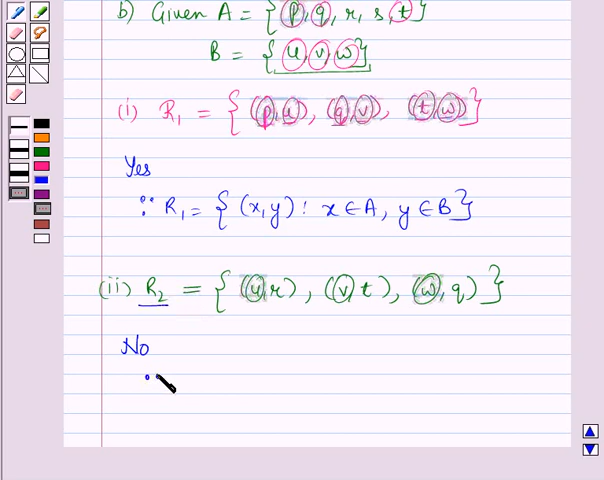 b) Given A = {p, q, r, s, t}
B = {u, v, w}
(i) R₁ = {(p,u), (q,v), (t,w)}
Yes
∵ R₁ = {(x,y) : x ∈ A, y ∈ B}
(ii) R₂ = {(u,r), (v,t), (w,q)}
No